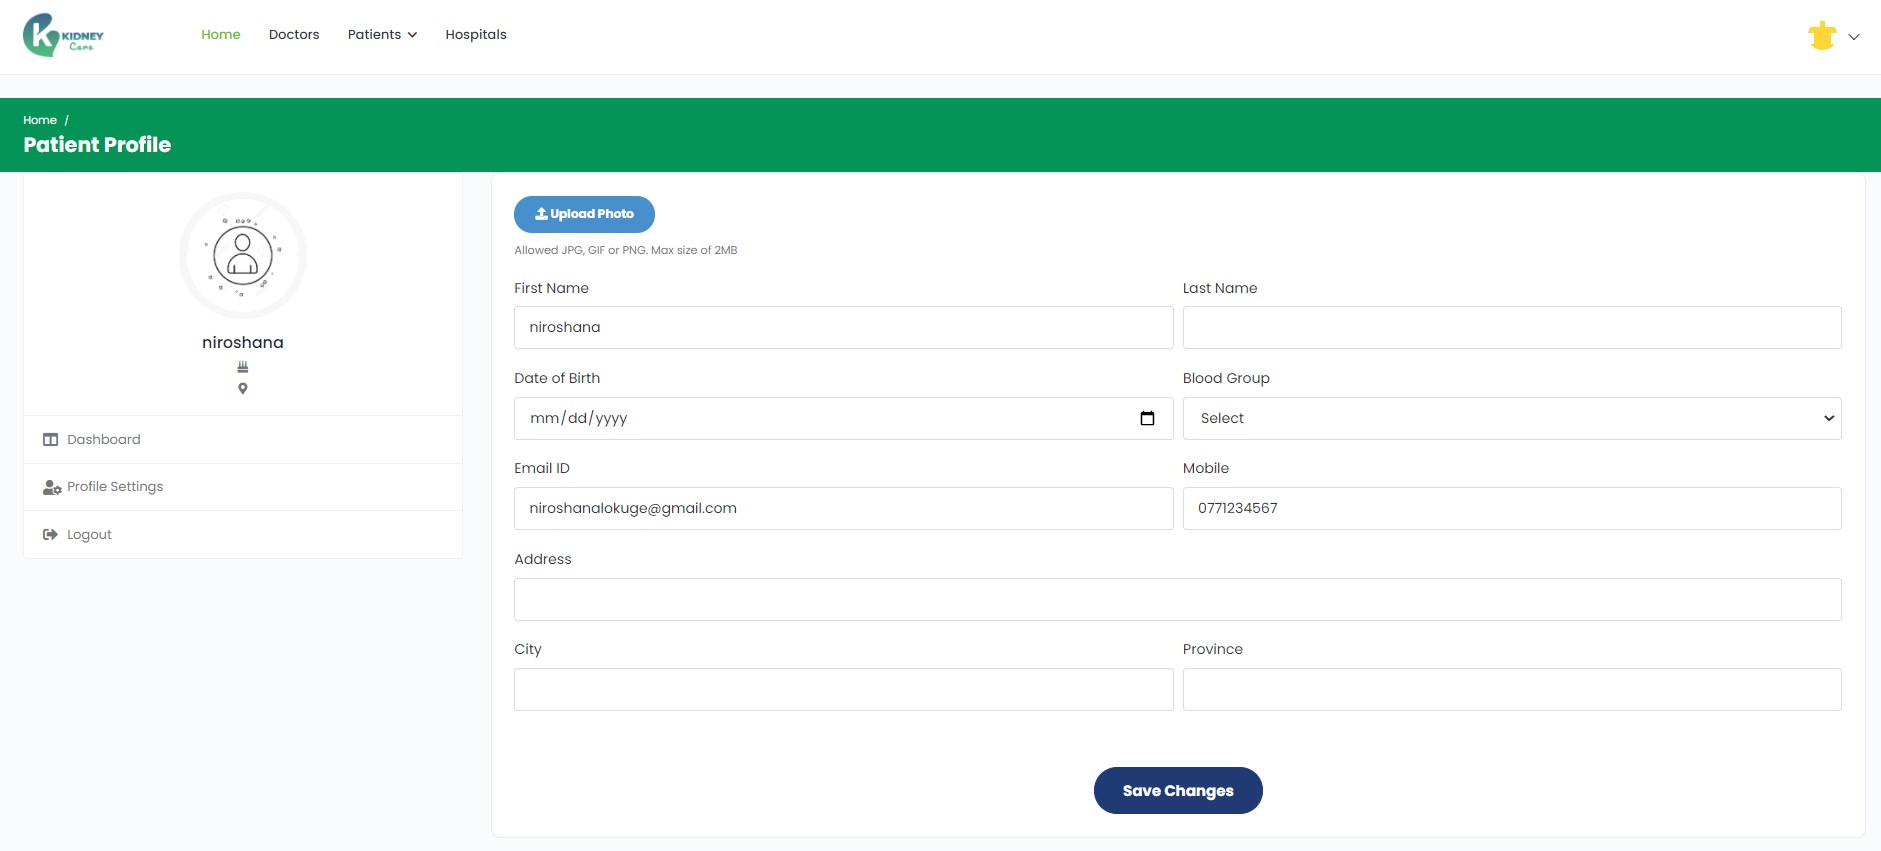 K KIDNEY
Care
Home Doctors Patients Hospitals
Home /
Patient Profile
niroshana
Dashboard
Profile Settings
Logout
Upload Photo
Allowed JPG, GIF or PNG. Max size of 2MB
First Name Last Name
niroshana
Date of Birth Blood Group
mm/dd/yyyy Select
Email ID Mobile
niroshanalokuge@gmail.com 0771234567
Address
City Province
Save Changes